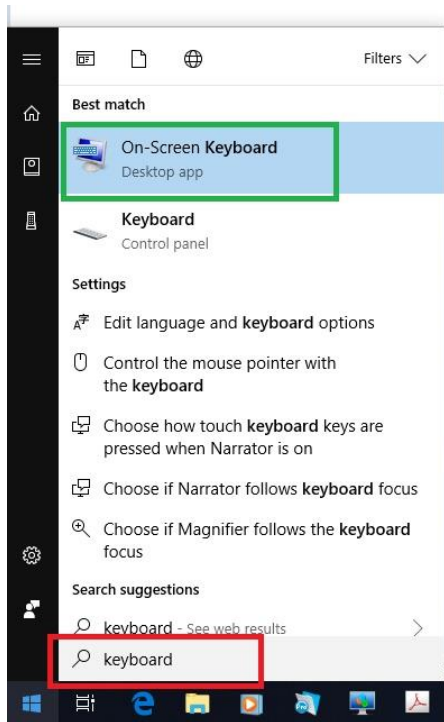 Filters
Best match
On-Screen Keyboard
Desktop app
Keyboard
Control panel
Settings
Edit language and keyboard options
Control the mouse pointer with
the keyboard
Choose how touch keyboard keys are
pressed when Narrator is on
Choose if Narrator follows keyboard focus
Choose if Magnifier follows the keyboard
focus
Search suggestions
keyboard - See web results
keyboard